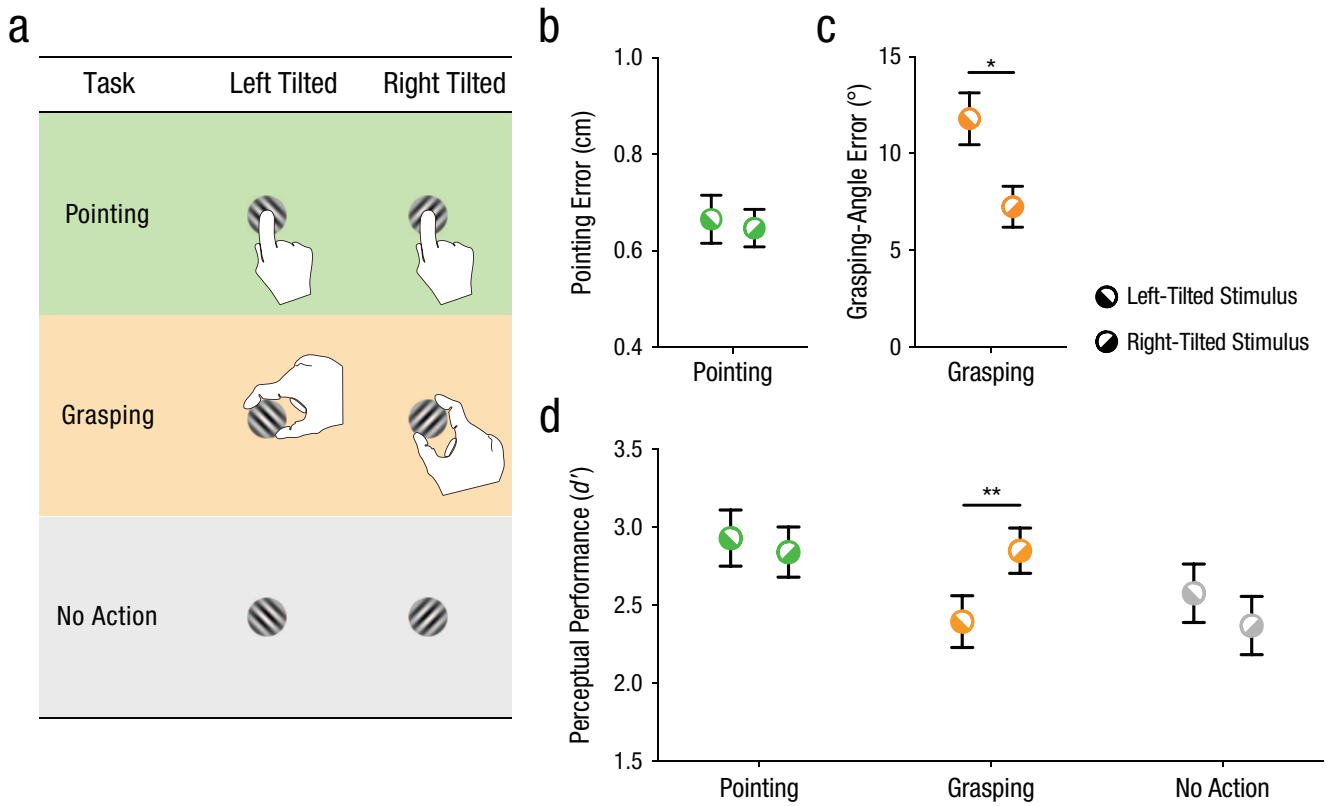 a
Task Left Tilted Right Tilted
Pointing
Grasping
No Action
b
Pointing Error (cm)
1.0
0.8
0.6
0.4
Pointing
c
Grasping-Angle Error (°)
15
10
5
0
*
Grasping
Left-Tilted Stimulus
Right-Tilted Stimulus
d
Perceptual Performance (d′)
3.5
3.0
2.5
2.0
1.5
**
Pointing Grasping No Action